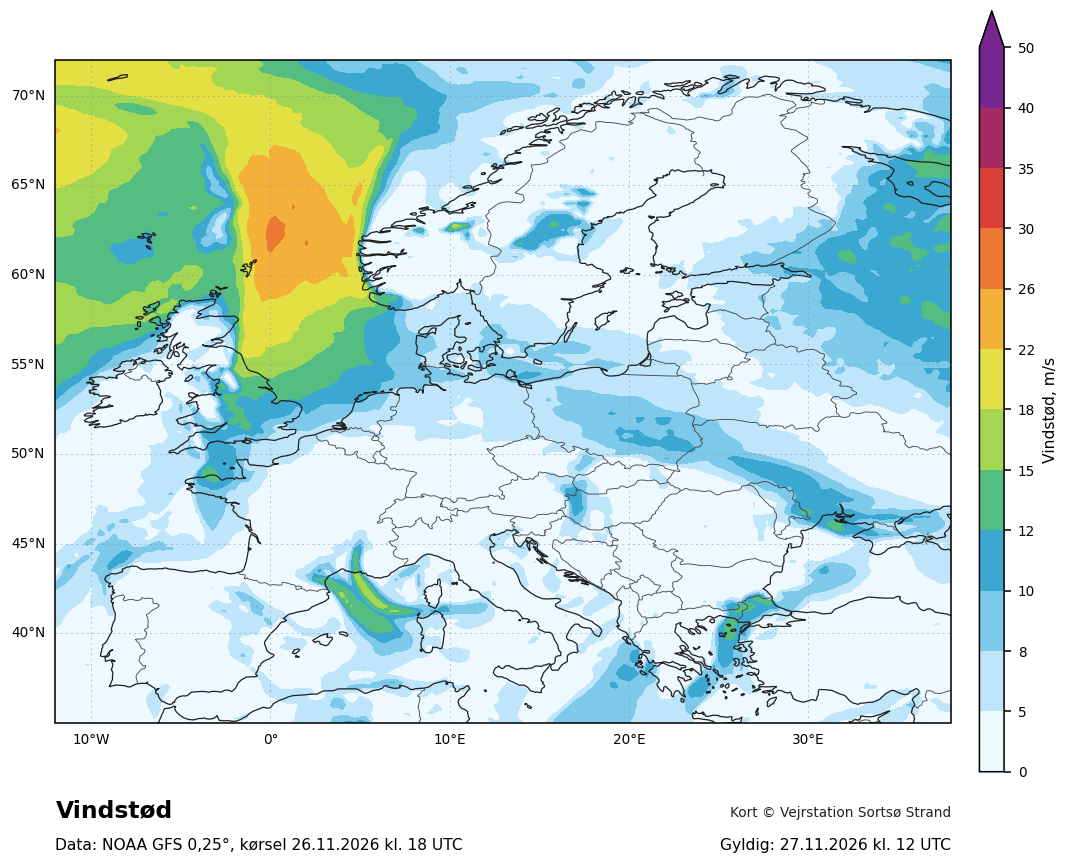 50
40
35
30
26
22
18
15
12
10
8
5
0
Vindstød, m/s
70°N
65°N
60°N
55°N
50°N
45°N
40°N
10°W
0°
10°E
20°E
30°E
Vindstød
Kort © Vejrstation Sortsø Strand
Data: NOAA GFS 0,25°, kørsel 26.11.2026 kl. 18 UTC
Gyldig: 27.11.2026 kl. 12 UTC